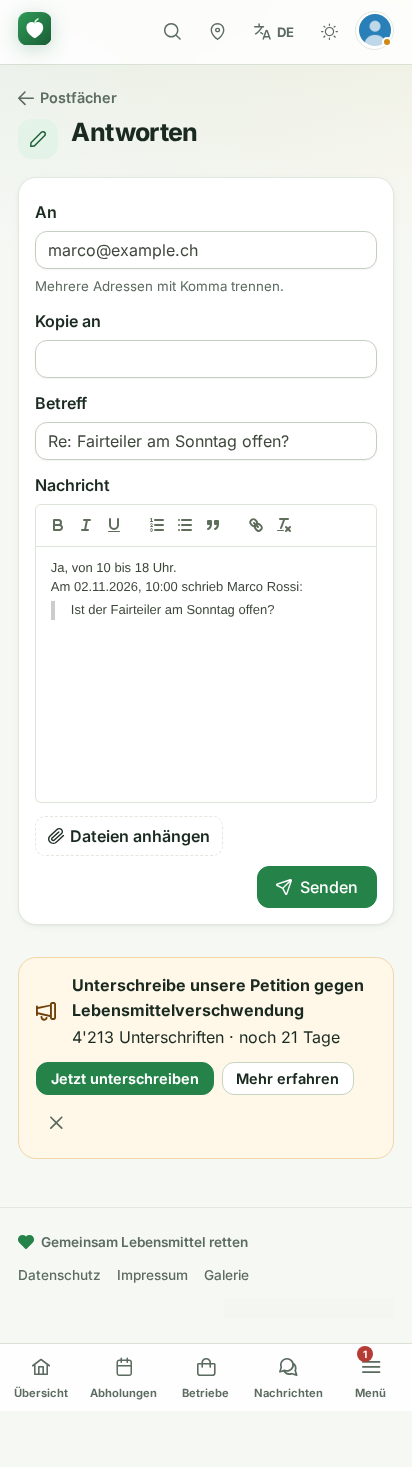 DE
Postfächer
Antworten
An
marco@example.ch
Mehrere Adressen mit Komma trennen.
Kopie an
Betreff
Re: Fairteiler am Sonntag offen?
Nachricht
Ja, von 10 bis 18 Uhr.
Am 02.11.2026, 10:00 schrieb Marco Rossi:
Ist der Fairteiler am Sonntag offen?
Dateien anhängen
Senden
Unterschreibe unsere Petition gegen
Lebensmittelverschwendung
4'213 Unterschriften · noch 21 Tage
Jetzt unterschreiben Mehr erfahren
Gemeinsam Lebensmittel retten
Datenschutz Impressum Galerie
1
Übersicht Abholungen Betriebe Nachrichten Menü